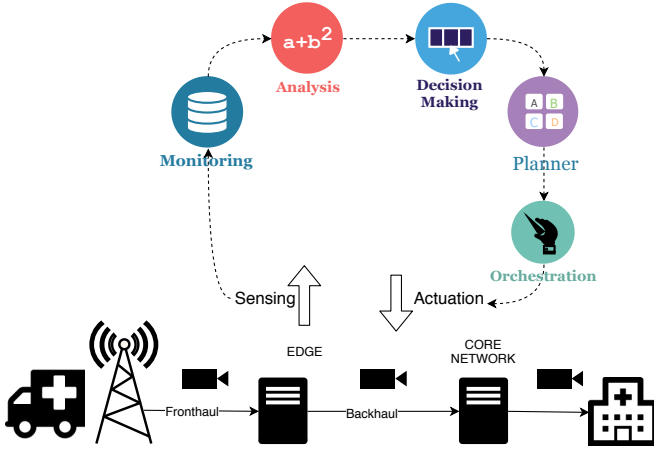 a+b²
Analysis
Decision
Making
A B
C D
Monitoring
Planner
Orchestration
Sensing
Actuation
EDGE
CORE
NETWORK
Fronthaul
Backhaul